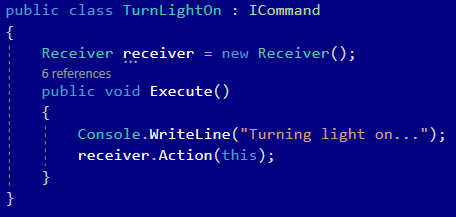 public class TurnLightOn : ICommand
{
Receiver receiver = new Receiver();
6 references
public void Execute()
{
Console.WriteLine("Turning light on...");
receiver.Action(this);
}
}